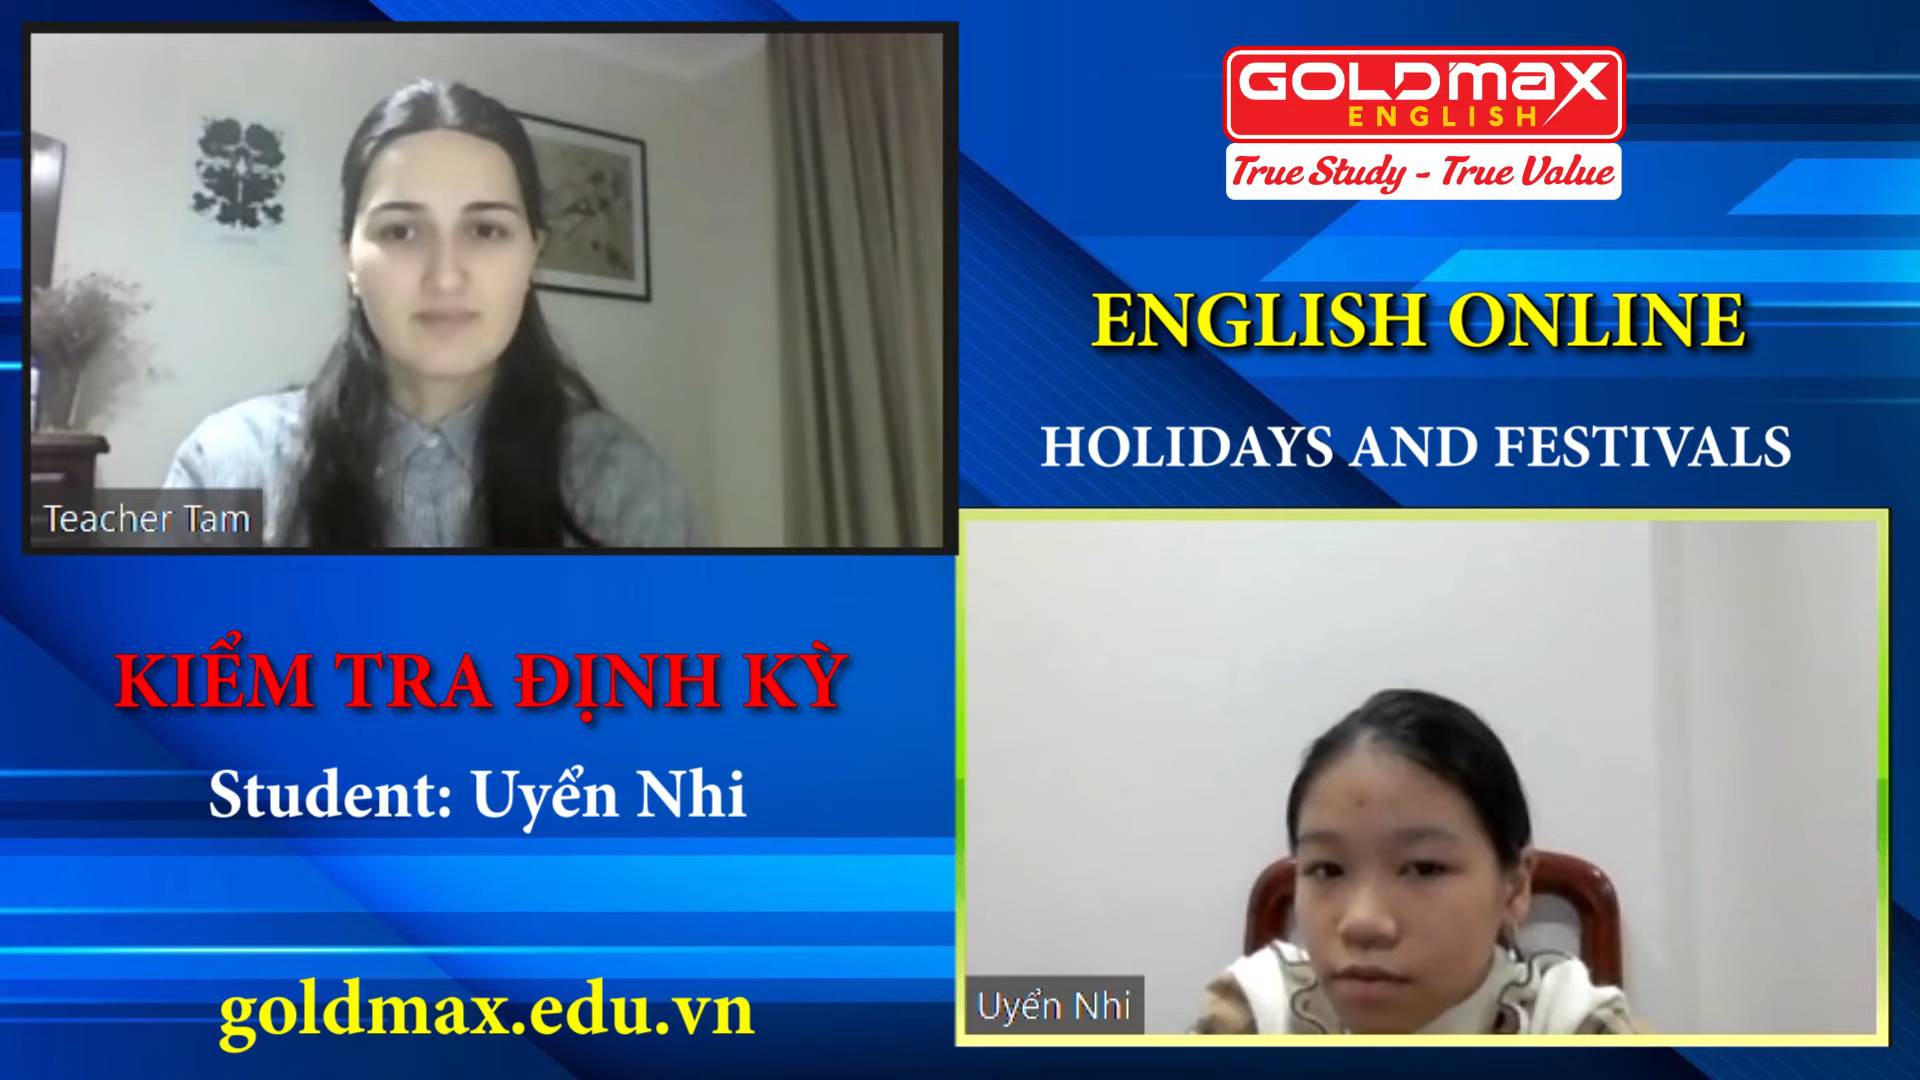 GOLDMAX
ENGLISH
True Study - True Value
ENGLISH ONLINE
HOLIDAYS AND FESTIVALS
Teacher Tam
KIỂM TRA ĐỊNH KỲ
Student: Uyển Nhi
goldmax.edu.vn
Uyển Nhi